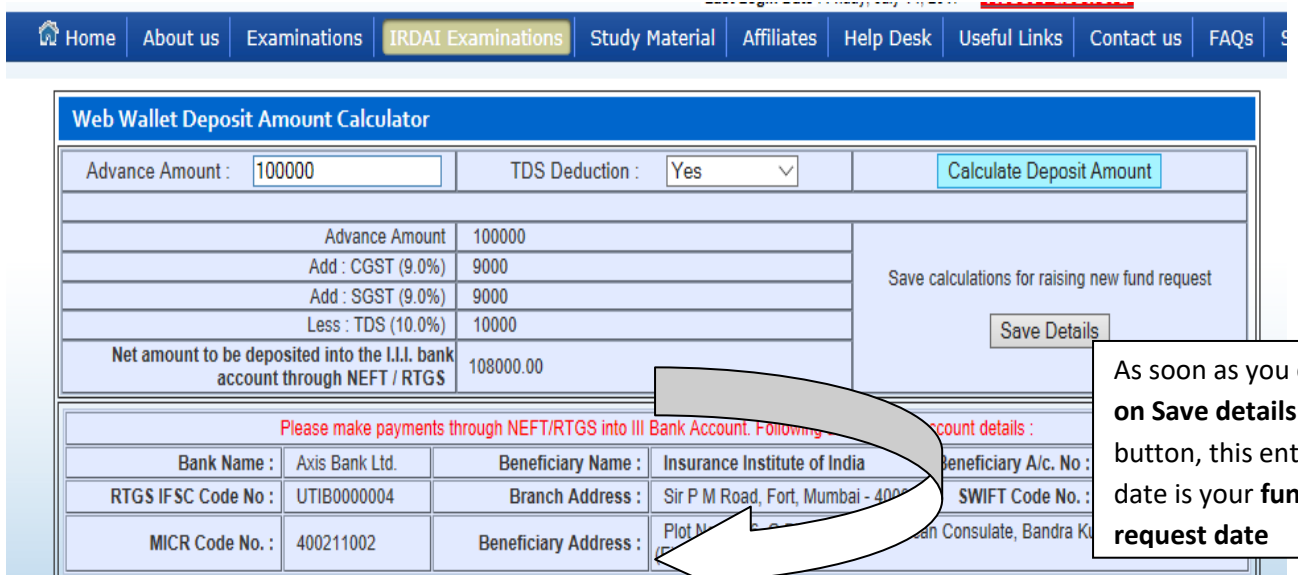 Home About us Examinations IRDAI Examinations Study Material Affiliates Help Desk Useful Links Contact us FAQs
Web Wallet Deposit Amount Calculator
Advance Amount : 100000 TDS Deduction : Yes Calculate Deposit Amount
Advance Amount 100000
Add : CGST (9.0%) 9000
Add : SGST (9.0%) 9000
Less : TDS (10.0%) 10000
Net amount to be deposited into the I.I.I. bank
account through NEFT / RTGS 108000.00
Save calculations for raising new fund request
Save Details
As soon as you
on Save details
button, this
date is your
request date
Please make payments through NEFT/RTGS into III Bank Account. Following account details :
Bank Name : Axis Bank Ltd. Beneficiary Name : Insurance Institute of India Beneficiary A/c. No :
RTGS IFSC Code No : UTIB0000004 Branch Address : Sir P M Road, Fort, Mumbai - SWIFT Code No. :
MICR Code No. : 400211002 Beneficiary Address : Plot Consulate, Bandra